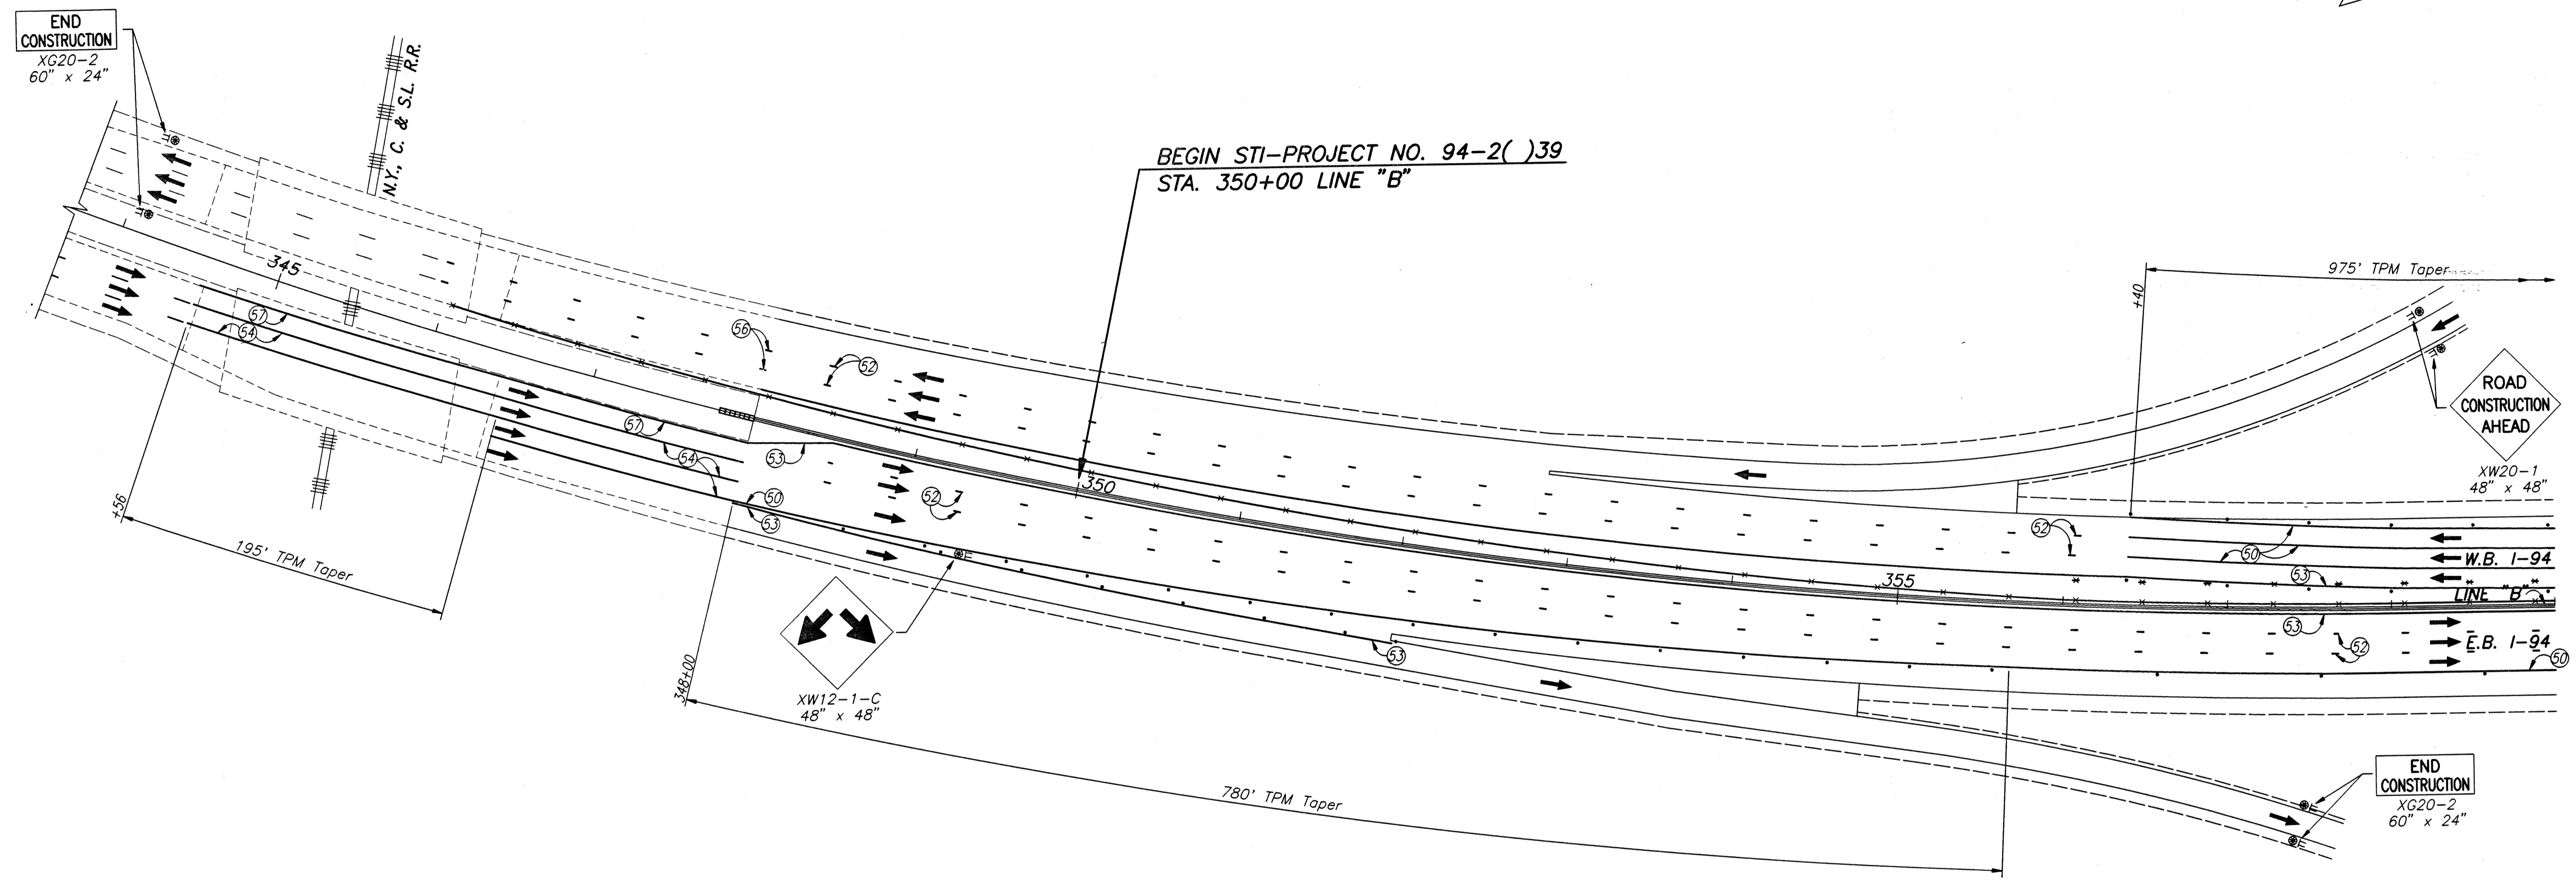 END
CONSTRUCTION
XG20-2
60" x 24"
N.Y., C. & S.L. R.R.
BEGIN STI-PROJECT NO. 94-2( )39
STA. 350+00 LINE "B"
975' TPM Taper
+40
ROAD
CONSTRUCTION
AHEAD
XW20-1
48" x 48"
345
57
54
56
52
57
54
53
50
53
52
350
52
50
W.B. I-94
53
355
LINE "B"
53
52
E.B. I-94
50
53
+56
195' TPM Taper
348+00
XW12-1-C
48" x 48"
780' TPM Taper
END
CONSTRUCTION
XG20-2
60" x 24"